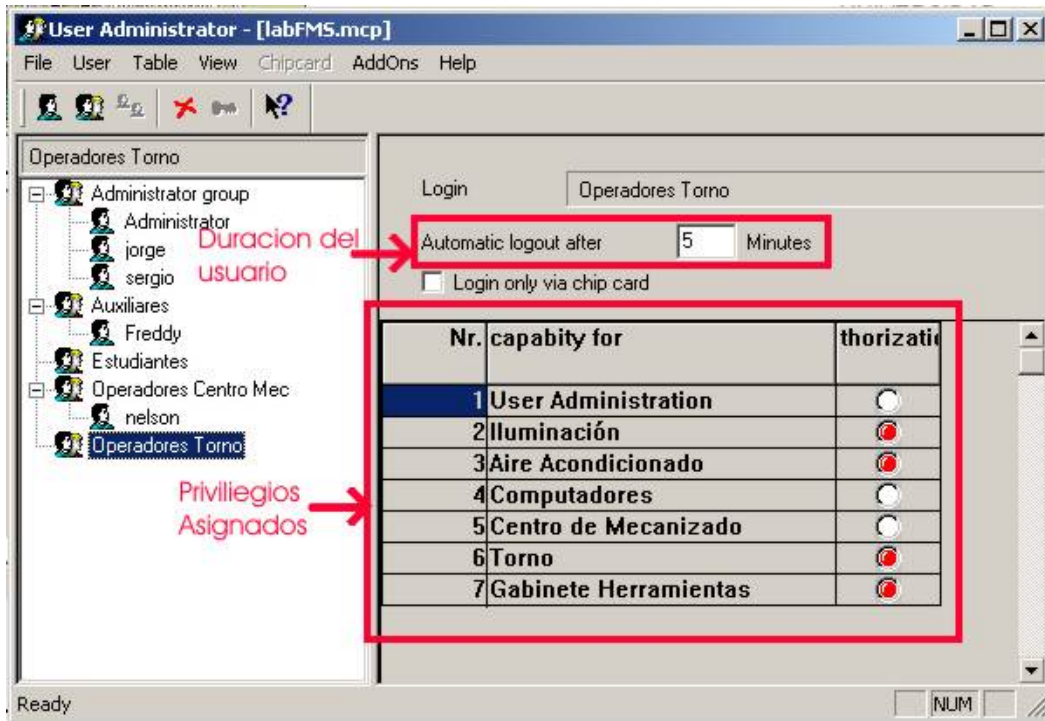 User Administrator - [labFMS.mcp]
File User Table View Chipcard AddOns Help
Operadores Torno
Administrator group
Administrator
jorge
sergio
Auxiliares
Freddy
Estudiantes
Operadores Centro Mec
nelson
Operadores Torno
Duracion del
usuario
Priviliegios
Asignados
Login Operadores Torno
Automatic logout after 5 Minutes
Login only via chip card
Nr. capabity for thorizatio
1 User Administration
2 Iluminación
3 Aire Acondicionado
4 Computadores
5 Centro de Mecanizado
6 Torno
7 Gabinete Herramientas
Ready NUM